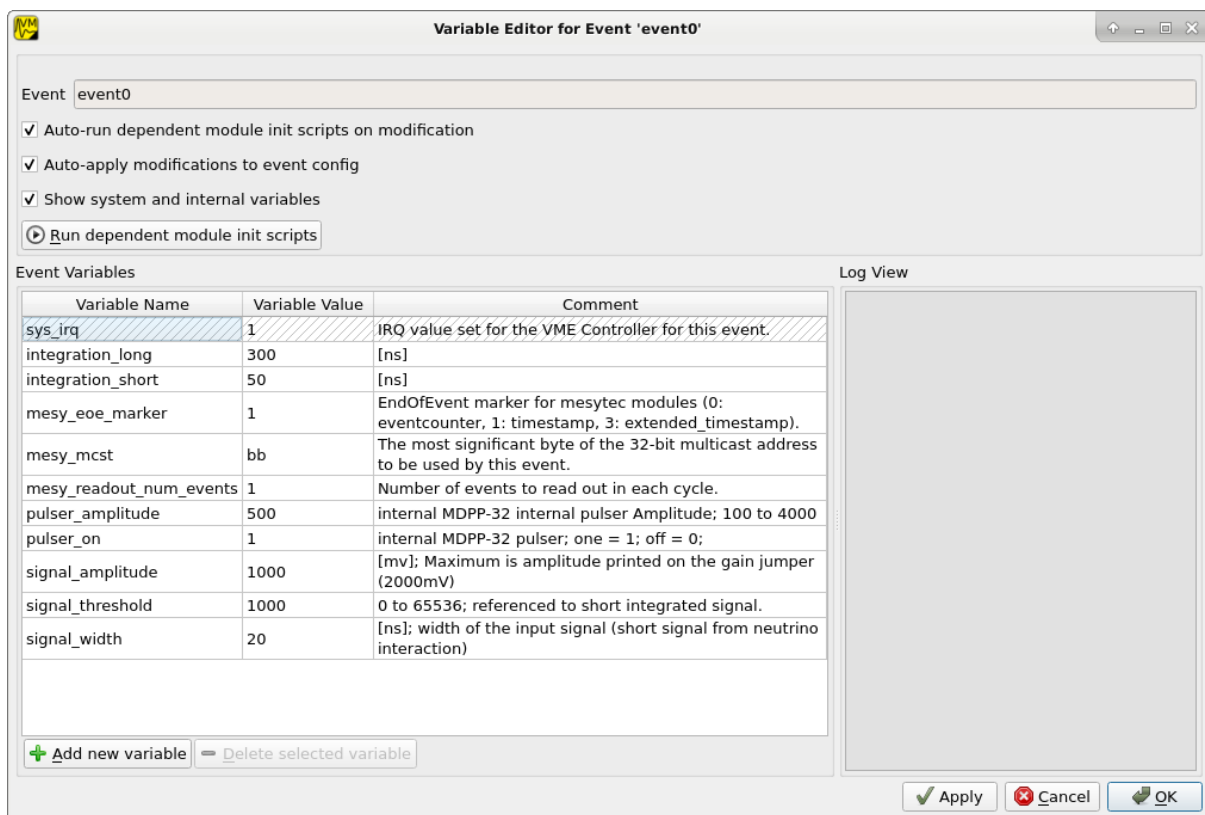 Variable Editor for Event 'event0'
Event event0
Auto-run dependent module init scripts on modification
Auto-apply modifications to event config
Show system and internal variables
Run dependent module init scripts
Event Variables
Variable Name Variable Value Comment
sys_irq 1 IRQ value set for the VME Controller for this event.
integration_long 300 [ns]
integration_short 50 [ns]
mesy_eoe_marker 1 EndOfEvent marker for mesytec modules (0:
eventcounter, 1: timestamp, 3: extended_timestamp).
mesy_mcst bb The most significant byte of the 32-bit multicast address
to be used by this event.
mesy_readout_num_events 1 Number of events to read out in each cycle.
pulser_amplitude 500 internal MDPP-32 internal pulser Amplitude; 100 to 4000
pulser_on 1 internal MDPP-32 pulser; one = 1; off = 0;
signal_amplitude 1000 [mv]; Maximum is amplitude printed on the gain jumper
(2000mV)
signal_threshold 1000 0 to 65536; referenced to short integrated signal.
signal_width 20 [ns]; width of the input signal (short signal from neutrino
interaction)
Add new variable Delete selected variable
Log View
Apply Cancel OK